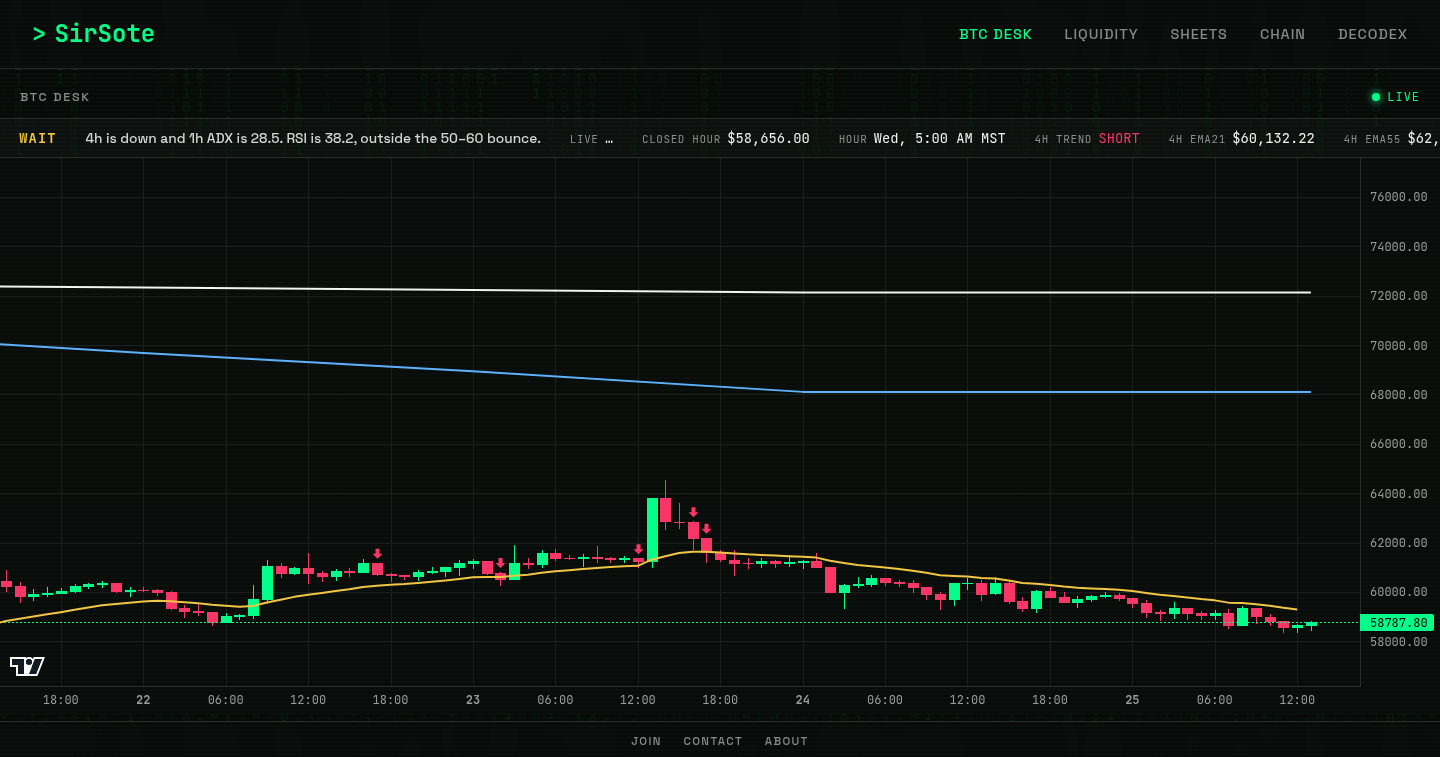 > SirSote
BTC DESK LIQUIDITY SHEETS CHAIN DECODEX
BTC DESK LIVE
WAIT 4h is down and 1h ADX is 28.5. RSI is 38.2, outside the 50–60 bounce. LIVE … CLOSED HOUR $58,656.00 HOUR Wed, 5:00 AM MST 4H TREND SHORT 4H EMA21 $60,132.22 4H EMA55 $62,
76000.00
74000.00
72000.00
70000.00
68000.00
66000.00
64000.00
62000.00
60000.00
58787.80
58000.00
18:00 22 06:00 12:00 18:00 23 06:00 12:00 18:00 24 06:00 12:00 18:00 25 06:00 12:00
JOIN CONTACT ABOUT